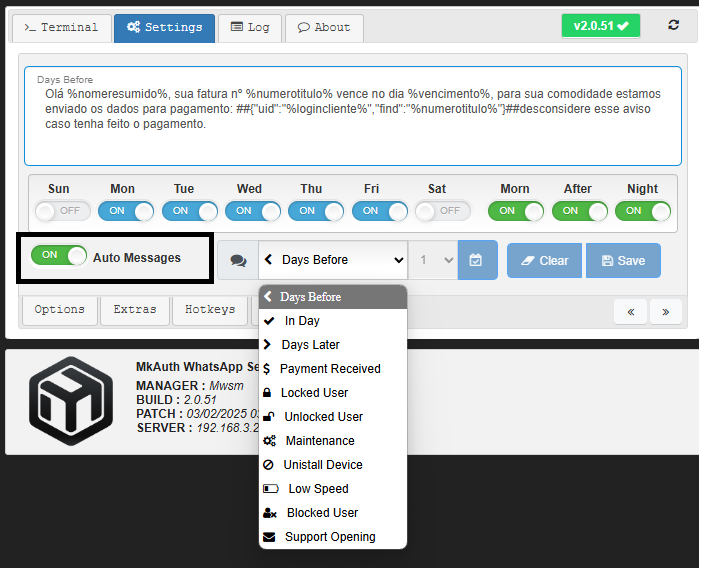 >_ Terminal Settings Log About v2.0.51
Days Before
Olá %nomeresumido%, sua fatura nº %numerotitulo% vence no dia %vencimento%, para sua comodidade estamos
enviado os dados para pagamento: ##{"uid":"%logincliente%","find":"%numerotitulo%"}##desconsidere esse aviso
caso tenha feito o pagamento.
Sun Mon Tue Wed Thu Fri Sat Morn After Night
OFF ON ON ON ON ON OFF ON ON ON
ON Auto Messages Days Before 1 Clear Save
Options Extras Hotkeys « »
Days Before
In Day
Days Later
Payment Received
Locked User
Unlocked User
Maintenance
Unistall Device
Low Speed
Blocked User
Support Opening
MkAuth WhatsApp
MANAGER : Mwsm
BUILD : 2.0.51
PATCH : 03/02/2025
SERVER : 192.168.3.2